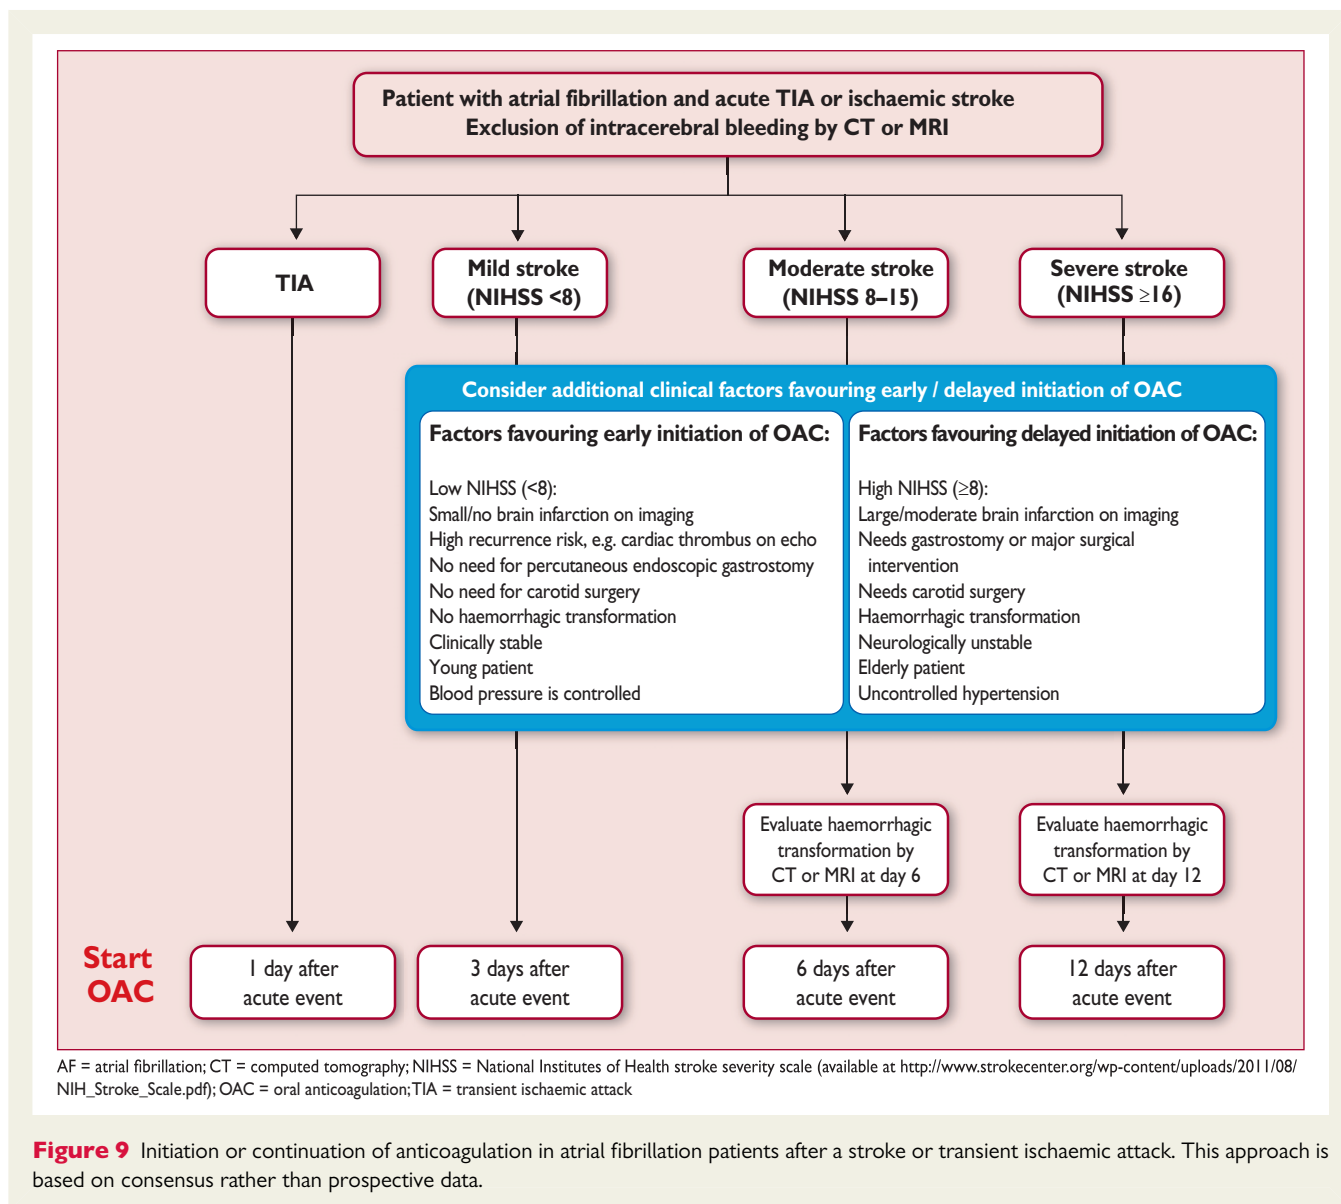 Patient with atrial fibrillation and acute TIA or ischaemic stroke
Exclusion of intracerebral bleeding by CT or MRI
TIA
Mild stroke
(NIHSS <8)
Moderate stroke
(NIHSS 8–15)
Severe stroke
(NIHSS ≥16)
Consider additional clinical factors favouring early / delayed initiation of OAC
Factors favouring early initiation of OAC:
Low NIHSS (<8):
Small/no brain infarction on imaging
High recurrence risk, e.g. cardiac thrombus on echo
No need for percutaneous endoscopic gastrostomy
No need for carotid surgery
No haemorrhagic transformation
Clinically stable
Young patient
Blood pressure is controlled
Factors favouring delayed initiation of OAC:
High NIHSS (≥8):
Large/moderate brain infarction on imaging
Needs gastrostomy or major surgical
intervention
Needs carotid surgery
Haemorrhagic transformation
Neurologically unstable
Elderly patient
Uncontrolled hypertension
Evaluate haemorrhagic
transformation by
CT or MRI at day 6
Evaluate haemorrhagic
transformation by
CT or MRI at day 12
Start
OAC
1 day after
acute event
3 days after
acute event
6 days after
acute event
12 days after
acute event
AF = atrial fibrillation; CT = computed tomography; NIHSS = National Institutes of Health stroke severity scale (available at http://www.strokecenter.org/wp-content/uploads/2011/08/
NIH_Stroke_Scale.pdf); OAC = oral anticoagulation; TIA = transient ischaemic attack
Figure 9 Initiation or continuation of anticoagulation in atrial fibrillation patients after a stroke or transient ischaemic attack. This approach is
based on consensus rather than prospective data.